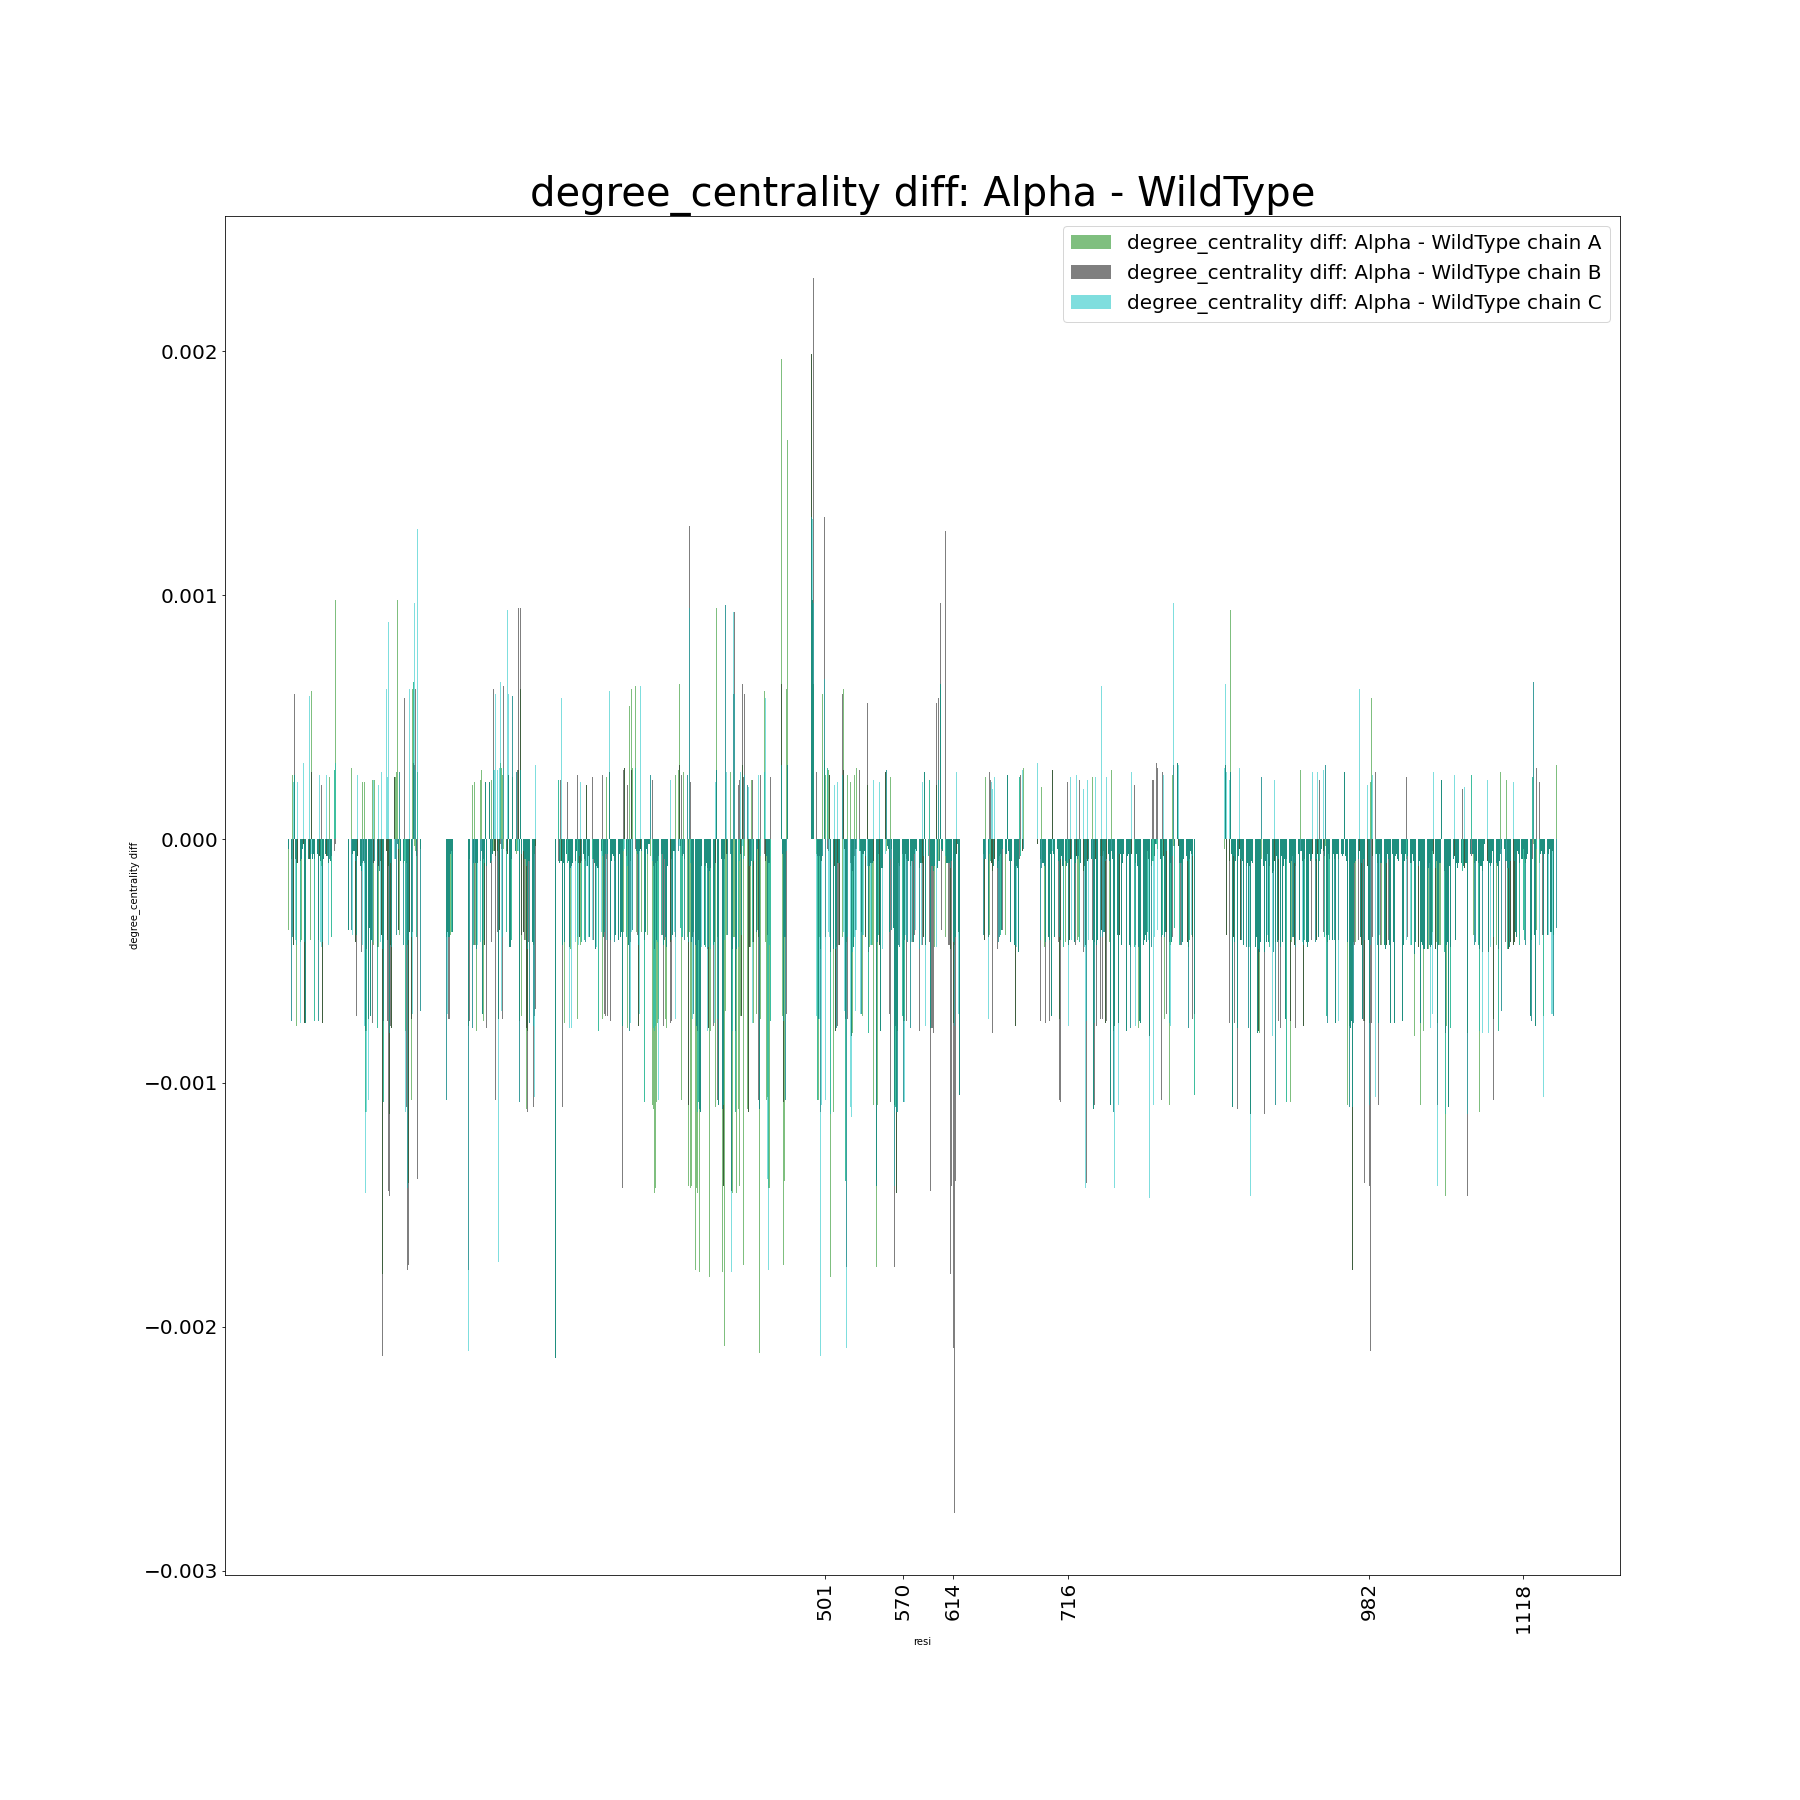 degree_centrality diff: Alpha - WildType
degree_centrality diff: Alpha - WildType chain A
degree_centrality diff: Alpha - WildType chain B
degree_centrality diff: Alpha - WildType chain C
0.002
0.001
0.000
−0.001
−0.002
−0.003
degree_centrality diff
501
570
614
716
982
1118
resi